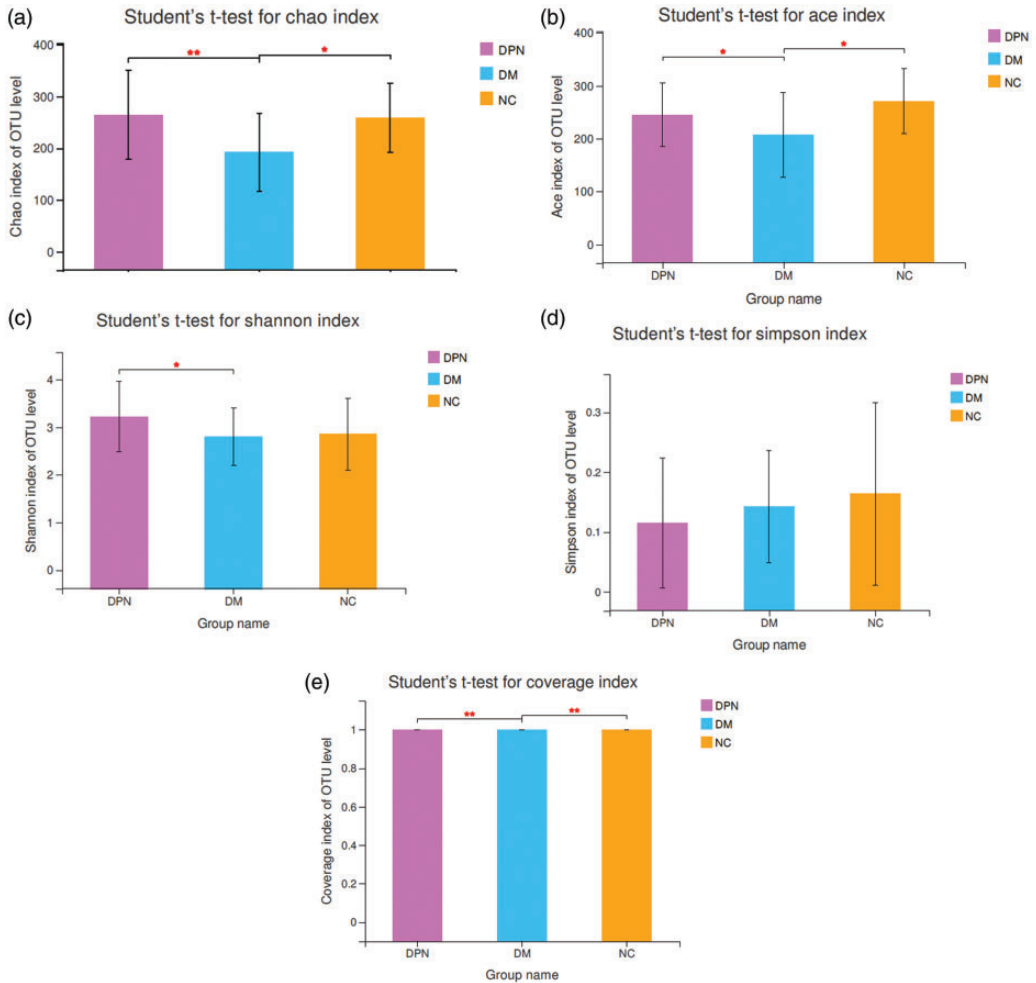 (a)
Student's t-test for chao index
Chao index of OTU level
400
300
200
100
0
**
*
DPN
DM
NC
(b)
Student's t-test for ace index
Ace index of OTU level
400
300
200
100
0
*
*
DPN
DM
NC
DPN DM NC
Group name
(c)
Student's t-test for shannon index
Shannon index of OTU level
4
3
2
1
0
*
DPN
DM
NC
DPN DM NC
Group name
(d)
Student's t-test for simpson index
Simpson index of OTU level
0.3
0.2
0.1
0
DPN
DM
NC
DPN DM NC
Group name
(e)
Student's t-test for coverage index
Coverage index of OTU level
1
0.8
0.6
0.4
0.2
0
**
**
DPN
DM
NC
DPN DM NC
Group name